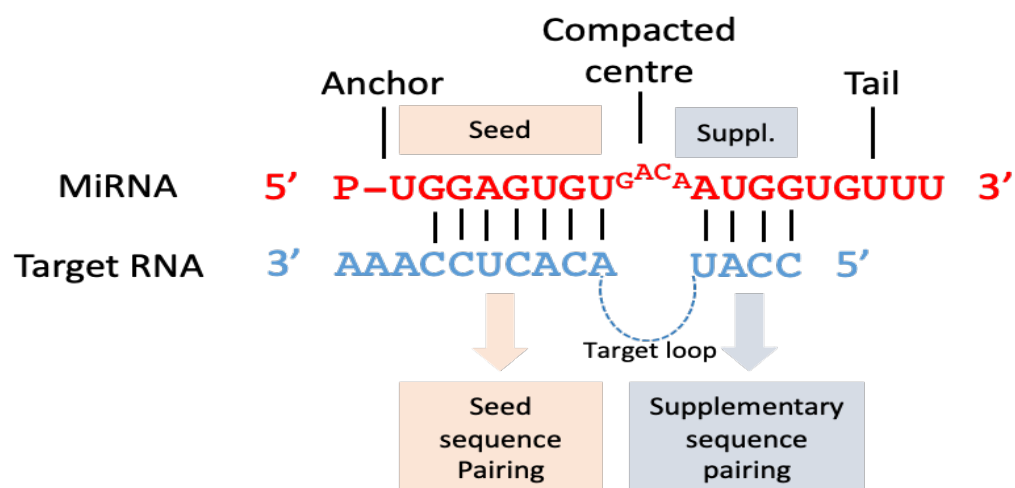 Compacted
centre
Anchor
Tail
Seed
Suppl.
MiRNA 5’ P–UGGAGUGUGACAAUGGUGUUU 3’
Target RNA 3’ AAACCUCACA UACC 5’
Target loop
Seed
sequence
Pairing
Supplementary
sequence
pairing